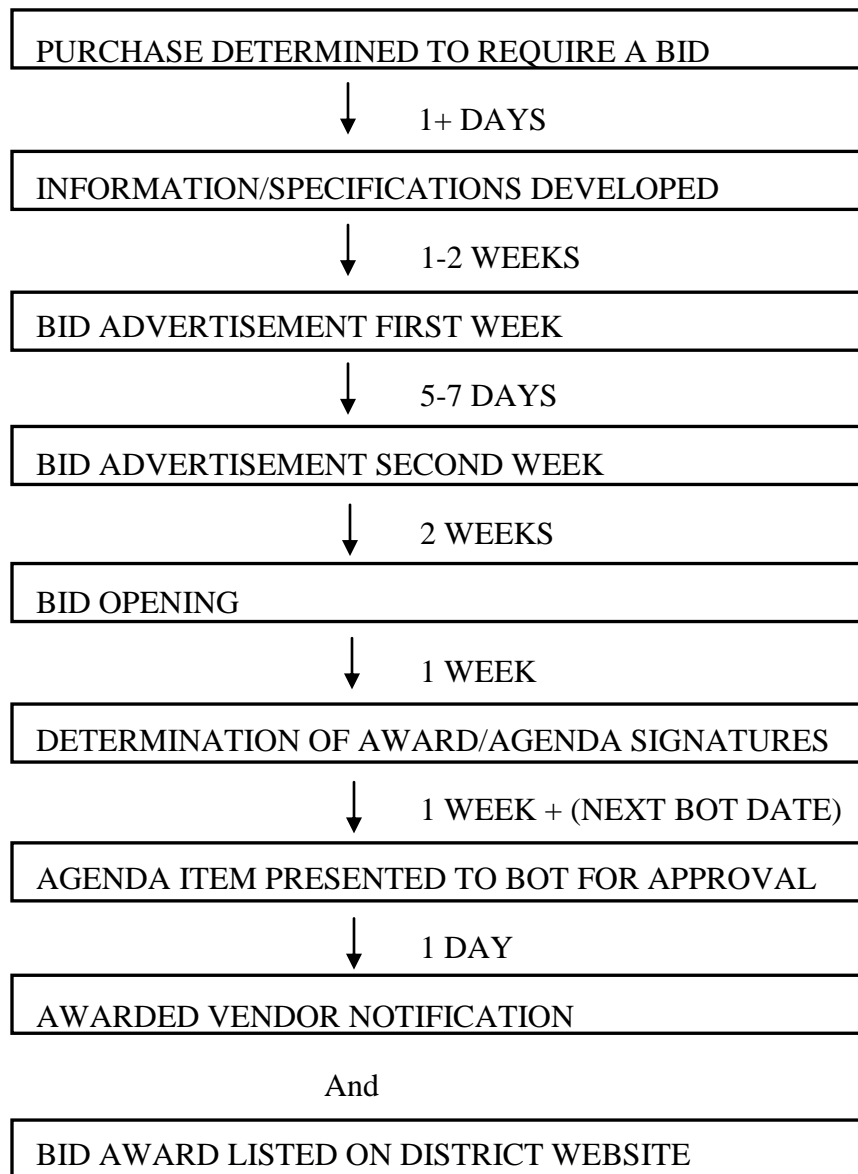 PURCHASE DETERMINED TO REQUIRE A BID
1+ DAYS
INFORMATION/SPECIFICATIONS DEVELOPED
1-2 WEEKS
BID ADVERTISEMENT FIRST WEEK
5-7 DAYS
BID ADVERTISEMENT SECOND WEEK
2 WEEKS
BID OPENING
1 WEEK
DETERMINATION OF AWARD/AGENDA SIGNATURES
1 WEEK + (NEXT BOT DATE)
AGENDA ITEM PRESENTED TO BOT FOR APPROVAL
1 DAY
AWARDED VENDOR NOTIFICATION
And
BID AWARD LISTED ON DISTRICT WEBSITE